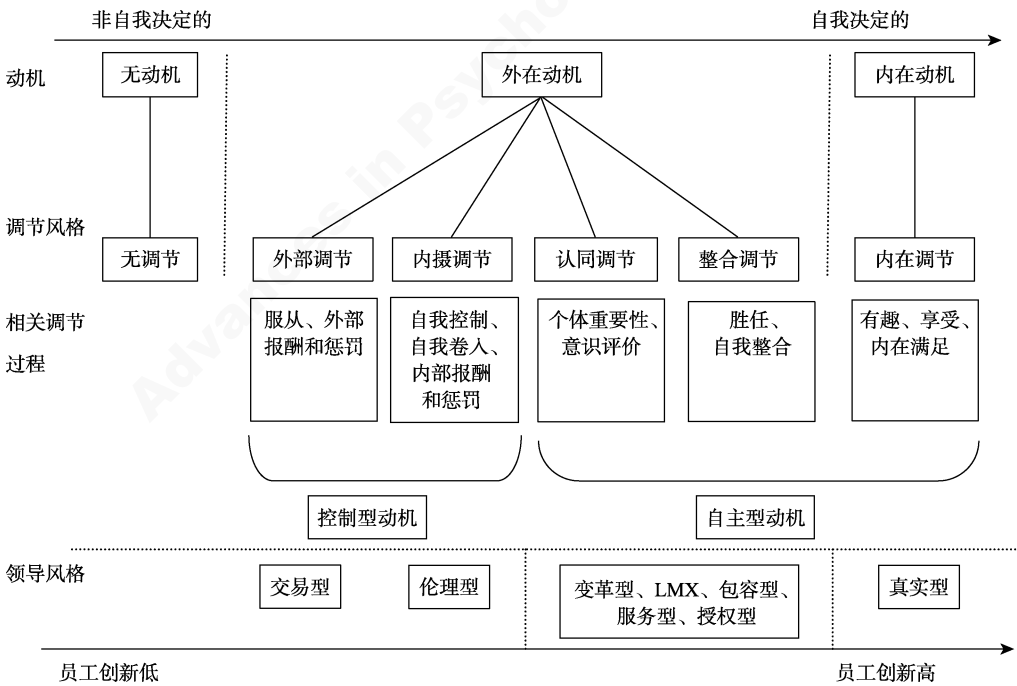 非自我决定的
自我决定的
动机
无动机
外在动机
内在动机
调节风格
无调节
外部调节
内摄调节
认同调节
整合调节
内在调节
相关调节
过程
服从、外部
报酬和惩罚
自我控制、
自我卷入、
内部报酬
和惩罚
个体重要性、
意识评价
胜任、
自我整合
有趣、享受、
内在满足
控制型动机
自主型动机
领导风格
交易型
伦理型
变革型、LMX、包容型、
服务型、授权型
真实型
员工创新低
员工创新高
Advances in Psycho